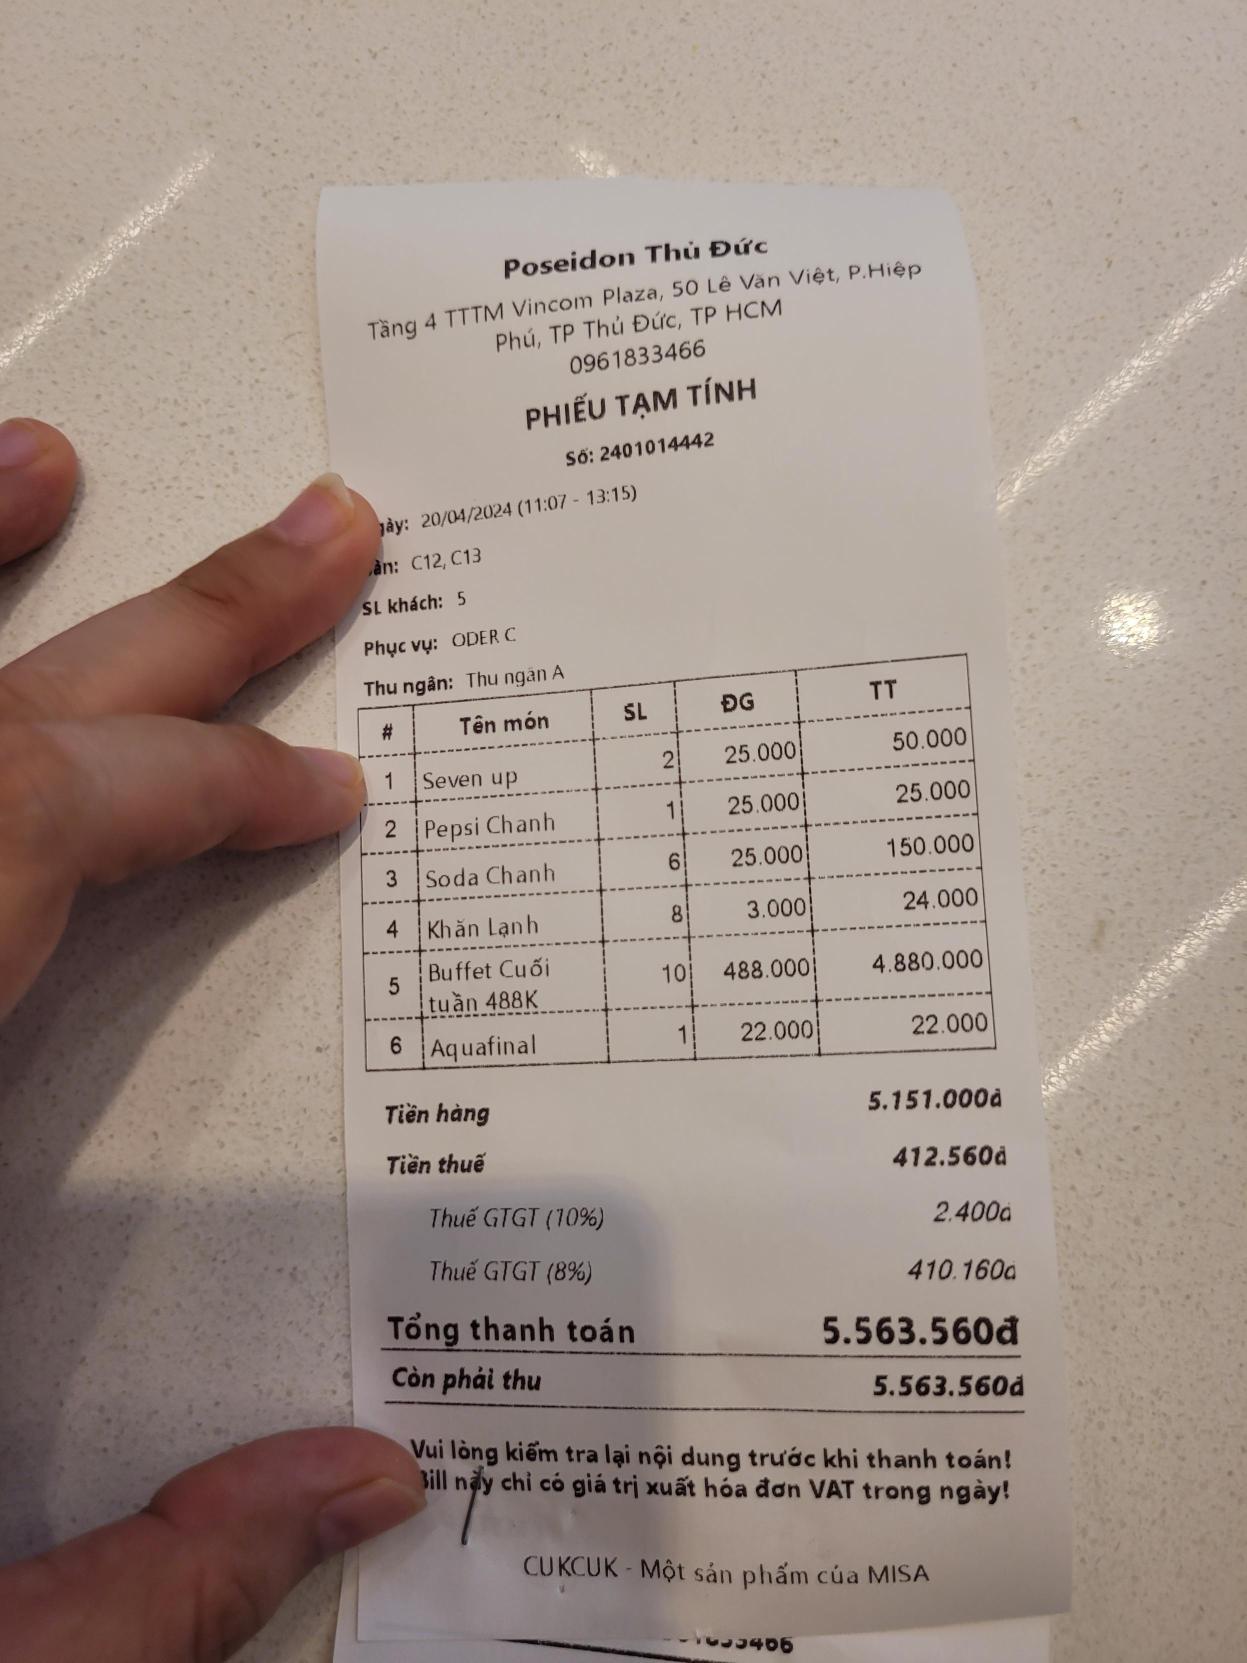 Poseidon Thủ Đức
Tầng 4 TTTM Vincom Plaza, 50 Lê Văn Việt, P.Hiệp
Phú, TP Thủ Đức, TP HCM
0961833466
PHIẾU TẠM TÍNH
Số: 2401014442
20/04/2024 (11:07 - 13:15)
C12, C13
SL khách: 5
Phục vụ: ODER C
Thu ngân: Thu ngân A
# Tên món SL ĐG TT
1 Seven up 2 25.000 50.000
2 Pepsi Chanh 1 25.000 25.000
3 Soda Chanh 6 25.000 150.000
4 Khăn Lạnh 8 3.000 24.000
5 Buffet Cuối 10 488.000 4.880.000
tuần 488K
6 Aquafinal 1 22.000 22.000
Tiền hàng 5.151.000đ
Tiền thuế 412.560đ
Thuế GTGT (10%) 2.400đ
Thuế GTGT (8%) 410.160đ
Tổng thanh toán 5.563.560đ
Còn phải thu 5.563.560đ
Vui lòng kiểm tra lại nội dung trước khi thanh toán!
Bill này chỉ có giá trị xuất hóa đơn VAT trong ngày!
CUKCUK - Một sản phẩm của MISA